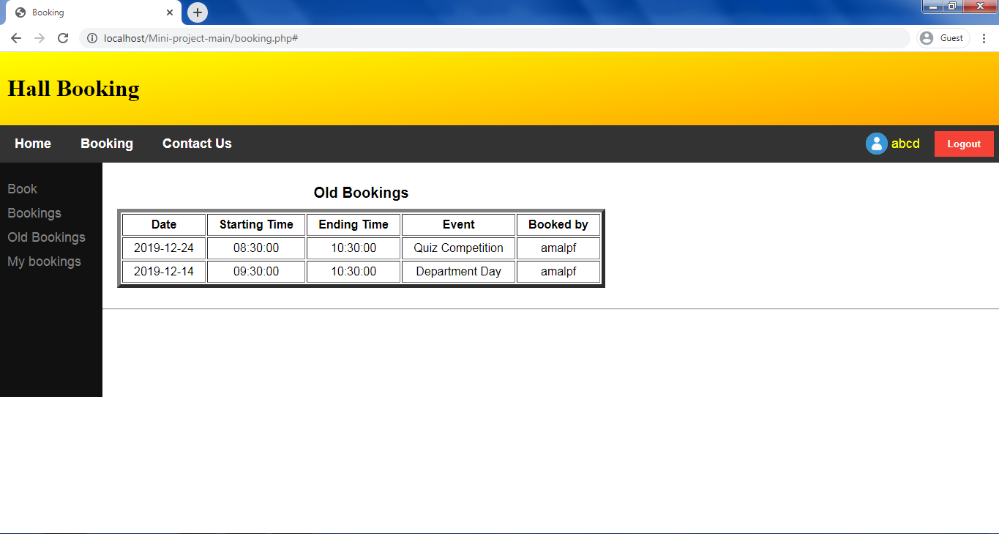 Booking
localhost/Mini-project-main/booking.php#
Guest
Hall Booking
Home Booking Contact Us abcd Logout
Book
Bookings
Old Bookings
My bookings
Old Bookings
Date Starting Time Ending Time Event Booked by
2019-12-24 08:30:00 10:30:00 Quiz Competition amalpf
2019-12-14 09:30:00 10:30:00 Department Day amalpf